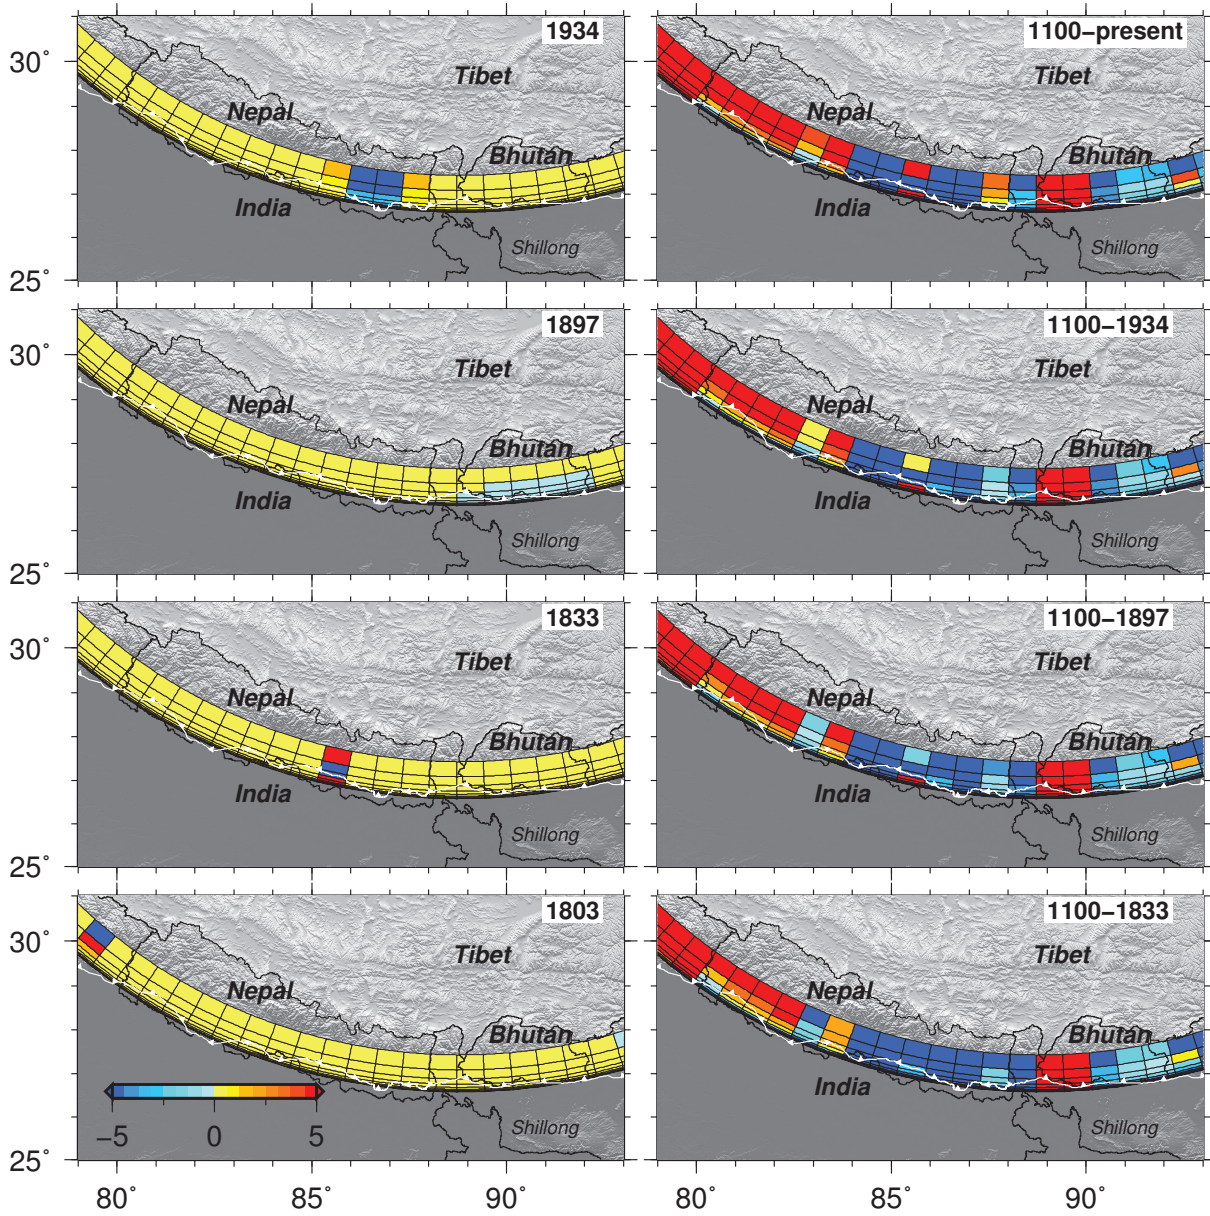 1934
1100−present
30°
Tibet
Tibet
Nepal
Nepal
Bhutan
Bhutan
India
India
Shillong
Shillong
25°
1897
1100−1934
30°
Tibet
Tibet
Nepal
Nepal
Bhutan
Bhutan
India
India
Shillong
Shillong
25°
1833
1100−1897
30°
Tibet
Tibet
Nepal
Nepal
Bhutan
Bhutan
India
India
Shillong
Shillong
25°
1803
1100−1833
30°
Tibet
Tibet
Nepal
Nepal
Bhutan
Bhutan
India
−5 0 5
Shillong
Shillong
25°
80° 85° 90° 80° 85° 90°